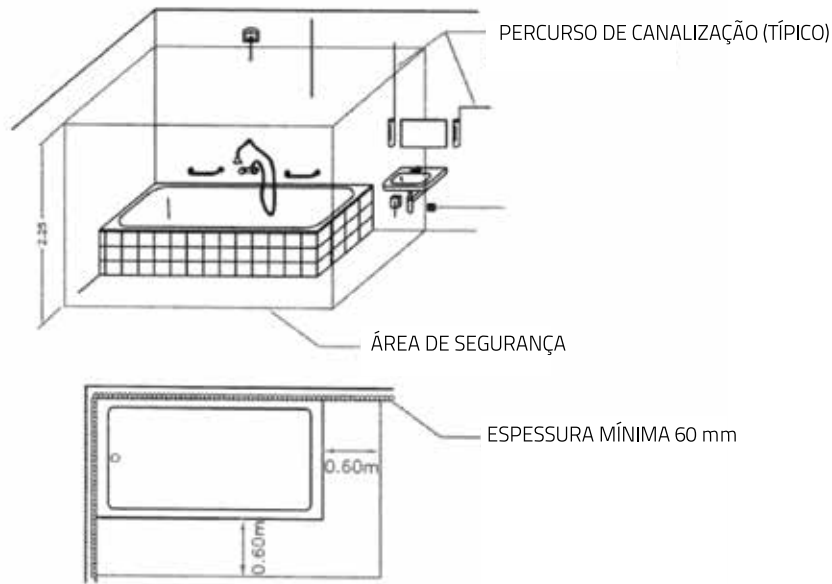 PERCURSO DE CANALIZAÇÃO (TÍPICO)
2.25
ÁREA DE SEGURANÇA
ESPESSURA MÍNIMA 60 mm
0.60m
0.60m